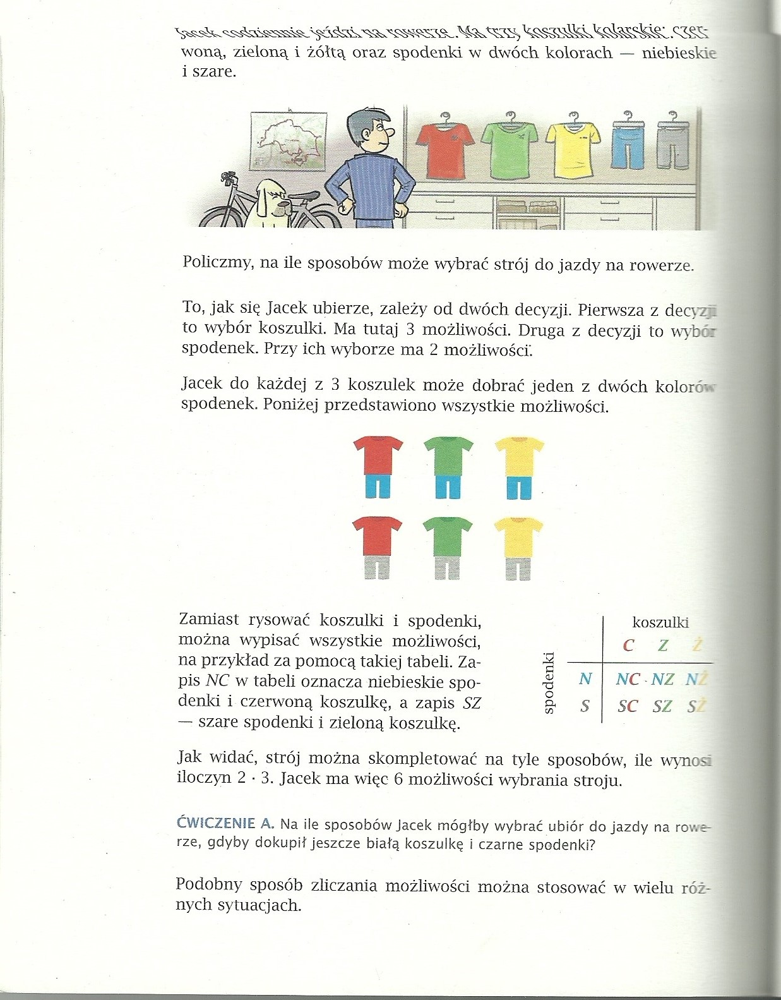 Jacek codziennie jeździ na rowerze. Ma trzy koszulki kolarskie: czer-
woną, zieloną i żółtą oraz spodenki w dwóch kolorach — niebieskie
i szare.
Policzmy, na ile sposobów może wybrać strój do jazdy na rowerze.
To, jak się Jacek ubierze, zależy od dwóch decyzji. Pierwsza z decyzji
to wybór koszulki. Ma tutaj 3 możliwości. Druga z decyzji to wybór
spodenek. Przy ich wyborze ma 2 możliwości.
Jacek do każdej z 3 koszulek może dobrać jeden z dwóch kolorów
spodenek. Poniżej przedstawiono wszystkie możliwości.
Zamiast rysować koszulki i spodenki,
można wypisać wszystkie możliwości,
na przykład za pomocą takiej tabeli. Za-
pis NC w tabeli oznacza niebieskie spo-
denki i czerwoną koszulkę, a zapis SZ
— szare spodenki i zieloną koszulkę.
koszulki
C Z Ż
spodenki
N NC NZ NŻ
S SC SZ SŻ
Jak widać, strój można skompletować na tyle sposobów, ile wynosi
iloczyn 2 · 3. Jacek ma więc 6 możliwości wybrania stroju.
ĆWICZENIE A. Na ile sposobów Jacek mógłby wybrać ubiór do jazdy na rowe-
rze, gdyby dokupił jeszcze białą koszulkę i czarne spodenki?
Podobny sposób zliczania możliwości można stosować w wielu róż-
nych sytuacjach.